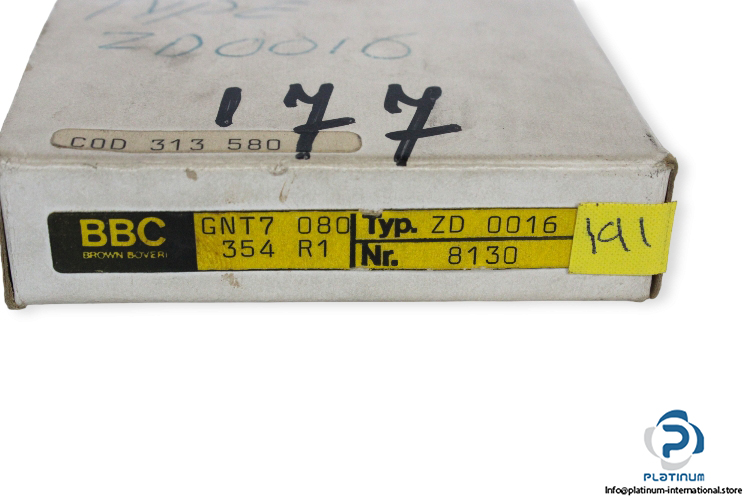 TYPE
ZD0016
177
COD 313 580
BBC
BROWN BOVERI
GNT7 080
354 R1
Typ. ZD 0016
Nr. 8130
191
PLATINUM
Info@platinum-international.store